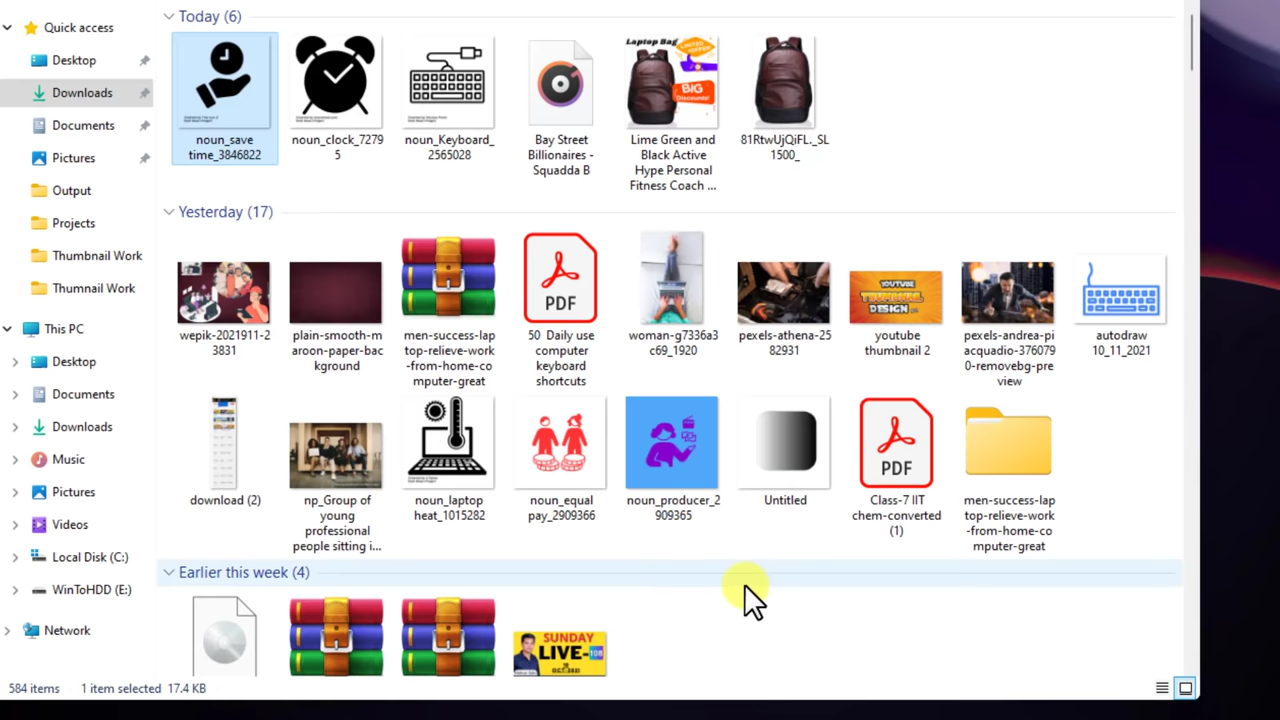 Quick access
Desktop
Downloads
Documents
Pictures
Output
Projects
Thumbnail Work
Thumnail Work
This PC
Desktop
Documents
Downloads
Music
Pictures
Videos
Local Disk (C:)
WinToHDD (E:)
Network
Today (6)
noun_save
time_3846822
noun_clock_7279
5
noun_Keyboard_
2565028
Bay Street
Billionaires -
Squadda B
Laptop Bag
BIG
Discounts!
Lime Green and
Black Active
Hype Personal
Fitness Coach ...
81RtwUjQiFL._SL
1500_
Yesterday (17)
wepik-2021911-2
3831
plain-smooth-m
aroon-paper-bac
kground
men-success-lap
top-relieve-work
-from-home-co
mputer-great
PDF
50 Daily use
computer
keyboard
shortcuts
woman-g7336a3
c69_1920
pexels-athena-25
82931
YOUTUBE
THUMBNAIL
DESIGN
youtube
thumbnail 2
pexels-andrea-pi
acquadio-376079
0-removebg-pre
view
autodraw
10_11_2021
download (2)
np_Group of
young
professional
people sitting i...
noun_laptop
heat_1015282
noun_equal
pay_2909366
noun_producer_2
909365
Untitled
PDF
Class-7 IIT
chem-converted
(1)
men-success-lap
top-relieve-work
-from-home-co
mputer-great
Earlier this week (4)
SUNDAY
LIVE-108
584 items
1 item selected 17.4 KB